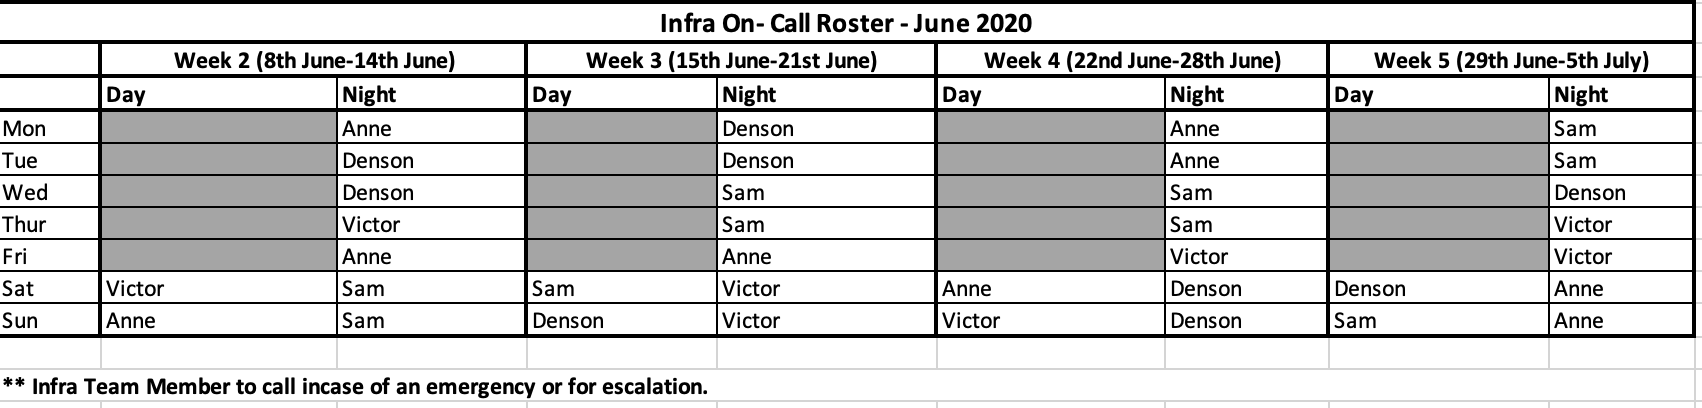 Infra On- Call Roster - June 2020
Week 2 (8th June-14th June) Week 3 (15th June-21st June) Week 4 (22nd June-28th June) Week 5 (29th June-5th July)
Day Night Day Night Day Night Day Night
Mon Anne Denson Anne Sam
Tue Denson Denson Anne Sam
Wed Denson Sam Sam Denson
Thur Victor Sam Sam Victor
Fri Anne Anne Victor Victor
Sat Victor Sam Sam Victor Anne Denson Denson Anne
Sun Anne Sam Denson Victor Victor Denson Sam Anne
** Infra Team Member to call incase of an emergency or for escalation.